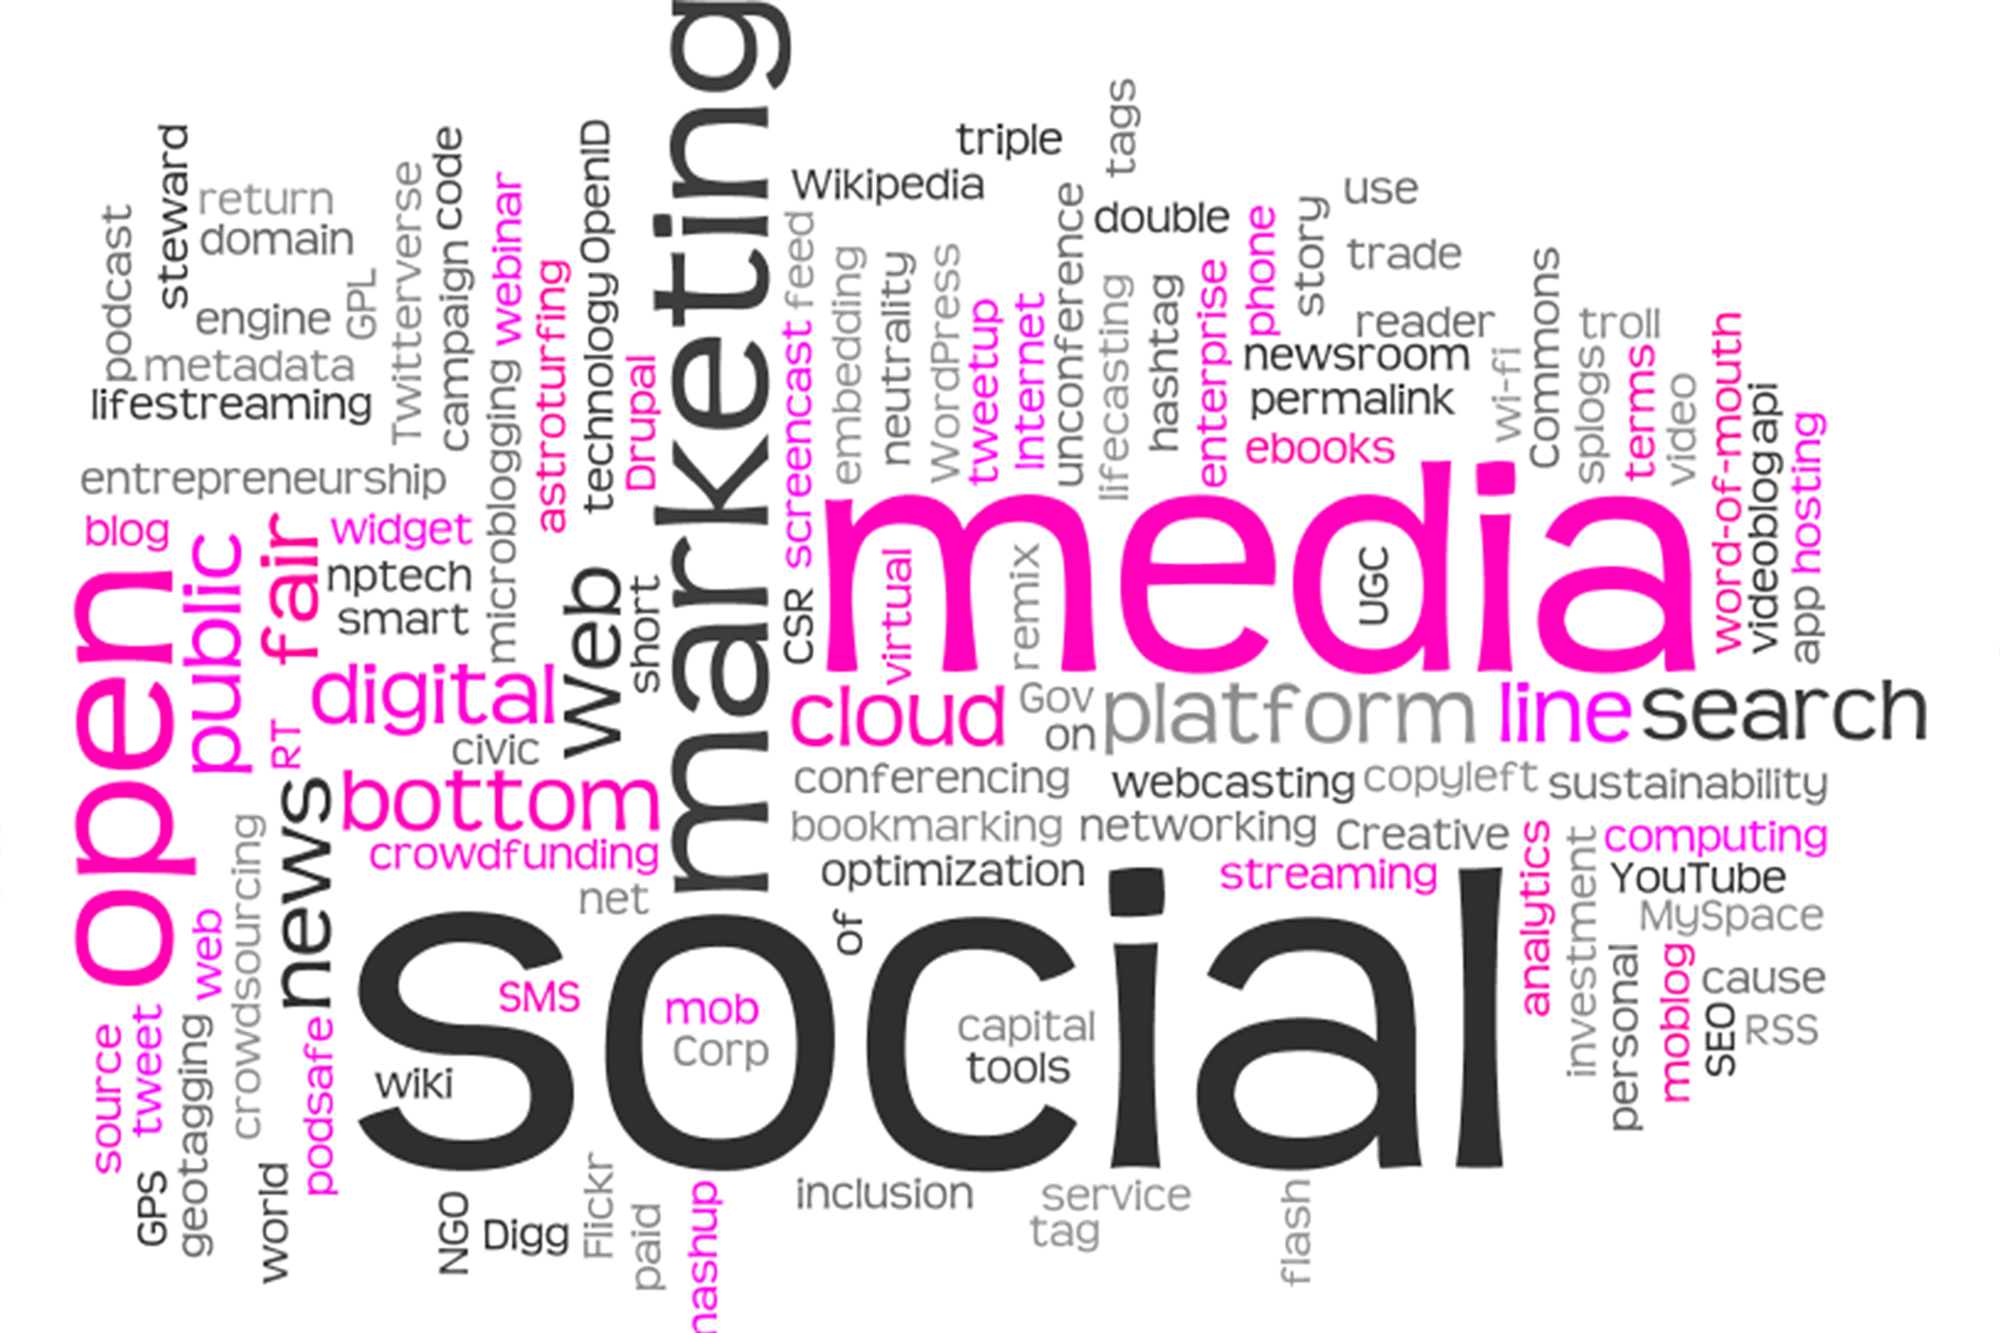 marketing
tags
triple
steward
code
OpenID
Wikipedia
return
Twitterverse
webinar
unconference
double
phone
story
use
podcast
domain
campaign
feed
trade
GPL
astroturfing
technology
embedding
neutrality
WordPress
tweetup
Internet
lifecasting
hashtag
enterprise
Commons
engine
screencast
reader
troll
word-of-mouth
metadata
microblogging
Drupal
newsroom
wi-fi
splogs
terms
video
lifestreaming
permalink
api
hosting
entrepreneurship
ebooks
media
videoblog
blog
public
fair
widget
virtual
remix
UGC
open
nptech
Web
short
CSR
app
smart
digital
cloud
Gov
platform
line
search
RT
civic
on
bottom
conferencing
webcasting
copyleft
sustainability
news
bookmarking
networking
Creative
analytics
investment
computing
crowdsourcing
crowdfunding
optimization
streaming
YouTube
net
of
social
MySpace
web
personal
moblog
cause
source
tweet
geotagging
podsafe
SMS
mob
capital
SEO
RSS
Corp
tools
wiki
GPS
world
NGO
Digg
Flickr
paid
mashup
inclusion
service
flash
tag